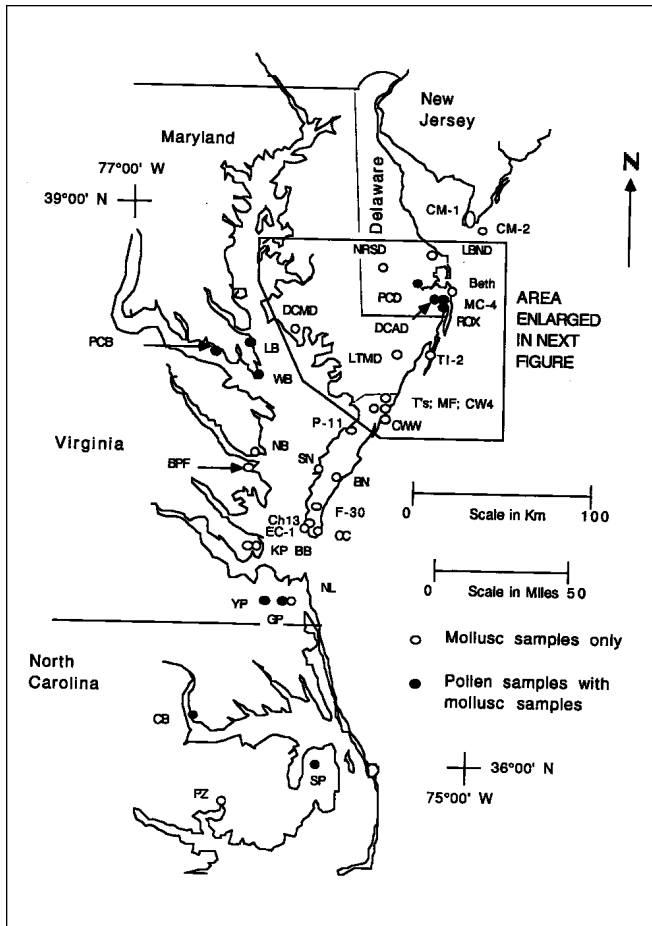 New
Jersey
Maryland
77°00' W
39°00' N
Delaware
N
CM-1
CM-2
LBND
NRSD
Beth
PCD
MC-4
ROX
DCMD
DCAD
AREA
ENLARGED
IN NEXT
FIGURE
PCB
LB
LTMD
TI-2
WB
T's; MF; CW4
P-11
CWW
Virginia
NB
SN
BPF
BN
F-30
Ch13
EC-1
CC
KP BB
0 100
Scale in Km
NL
YP
GP
0 50
Scale in Miles
North
Carolina
Mollusc samples only
Pollen samples with
mollusc samples
CB
SP
PZ
36°00' N
75°00' W